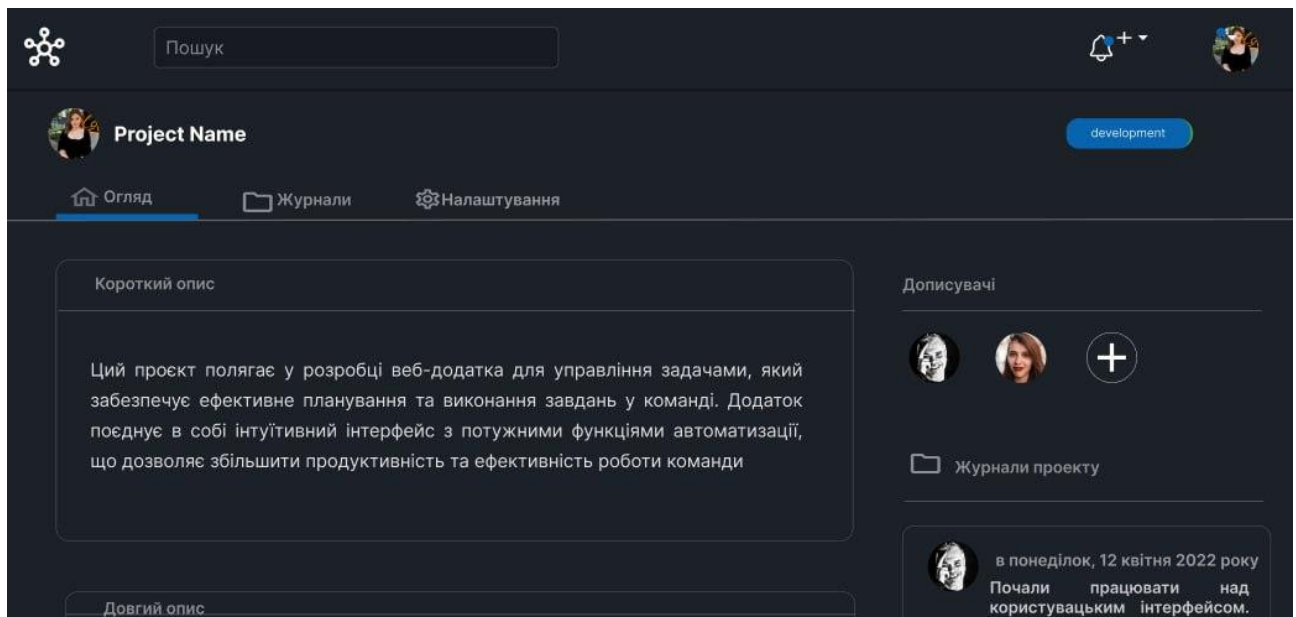 Пошук
Project Name
development
Огляд
Журнали
Налаштування
Короткий опис
Ций проєкт полягає у розробці веб-додатка для управління задачами, який
забезпечує ефективне планування та виконання завдань у команді. Додаток
поєднує в собі інтуїтивний інтерфейс з потужними функціями автоматизації,
що дозволяє збільшити продуктивність та ефективність роботи команди
Дописувачі
Журнали проекту
в понеділок, 12 квітня 2022 року
Почали працювати над
користувацьким інтерфейсом.
Довгий опис